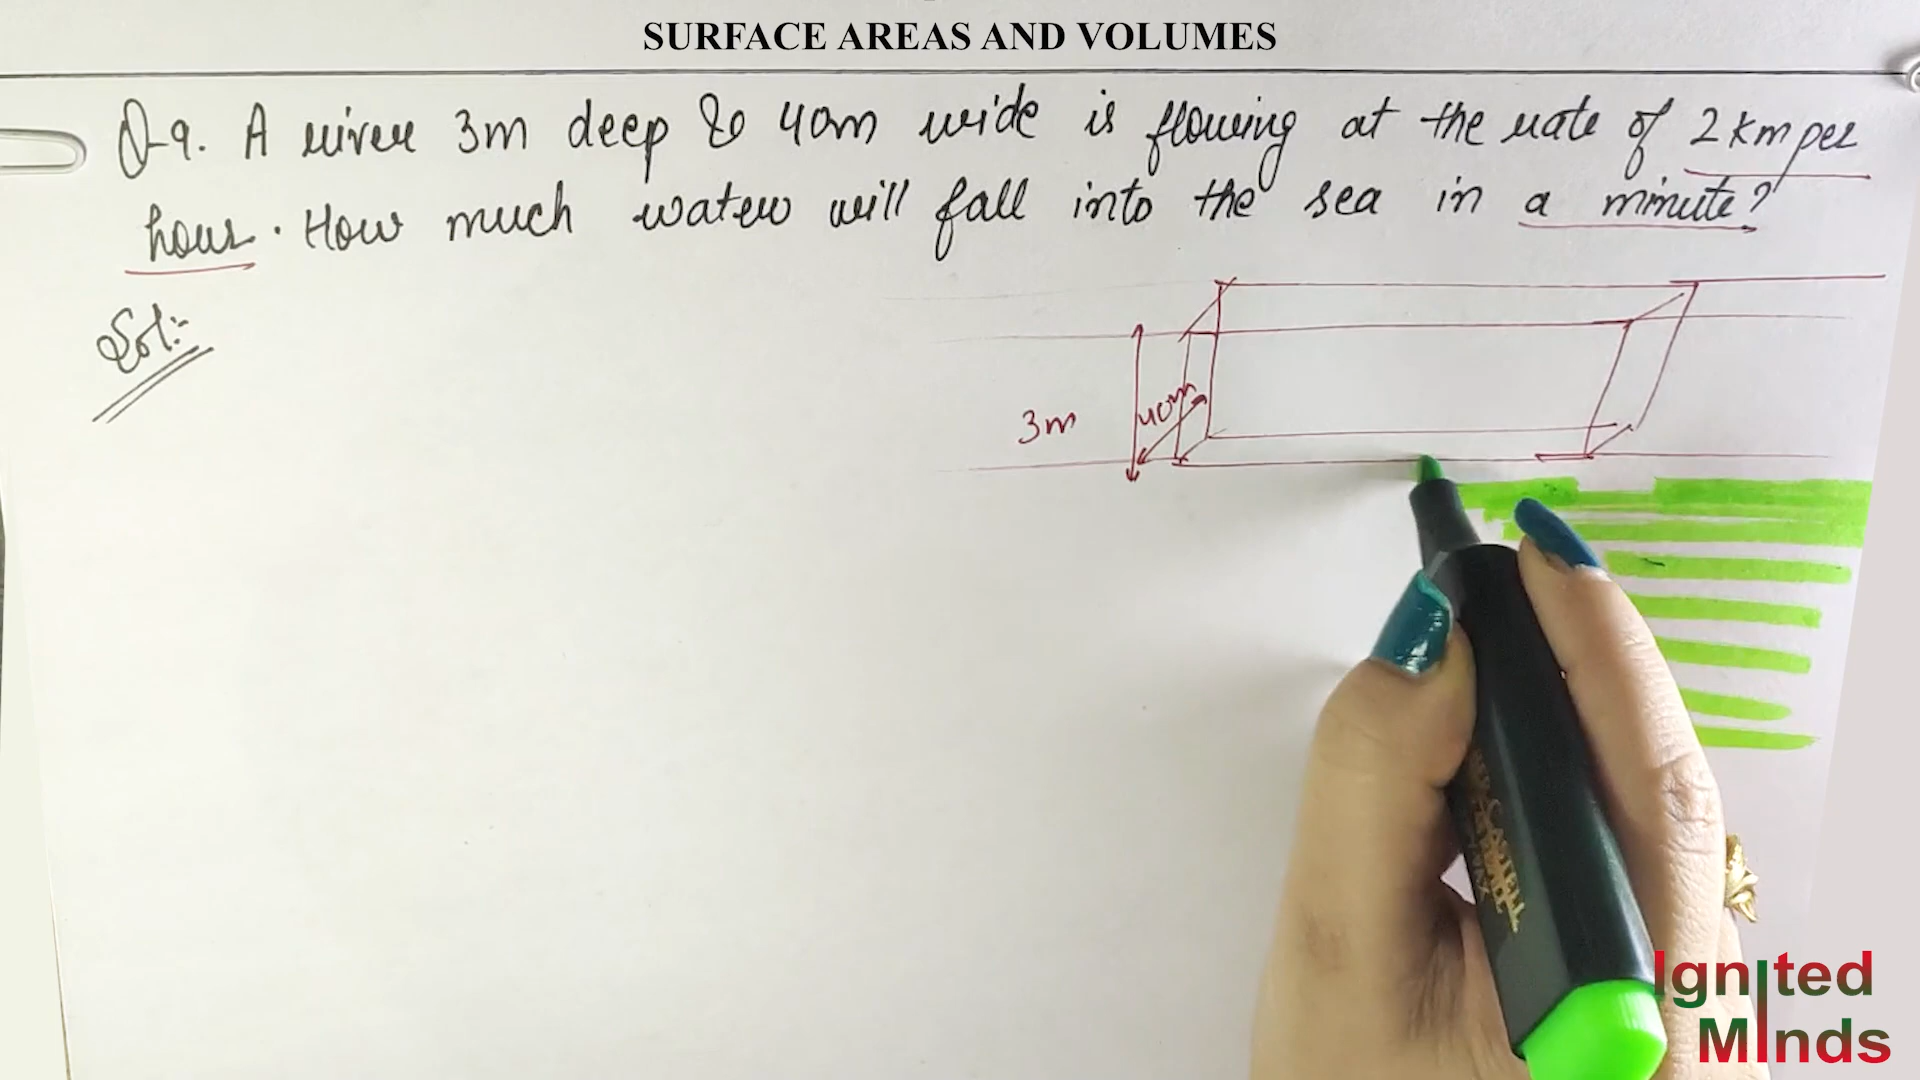 SURFACE AREAS AND VOLUMES
Q-9. A river 3m deep & 40m wide is flowing at the rate of 2km per
hour. How much water will fall into the sea in a minute?
Sol:-
40m
3m
Ignited
Minds